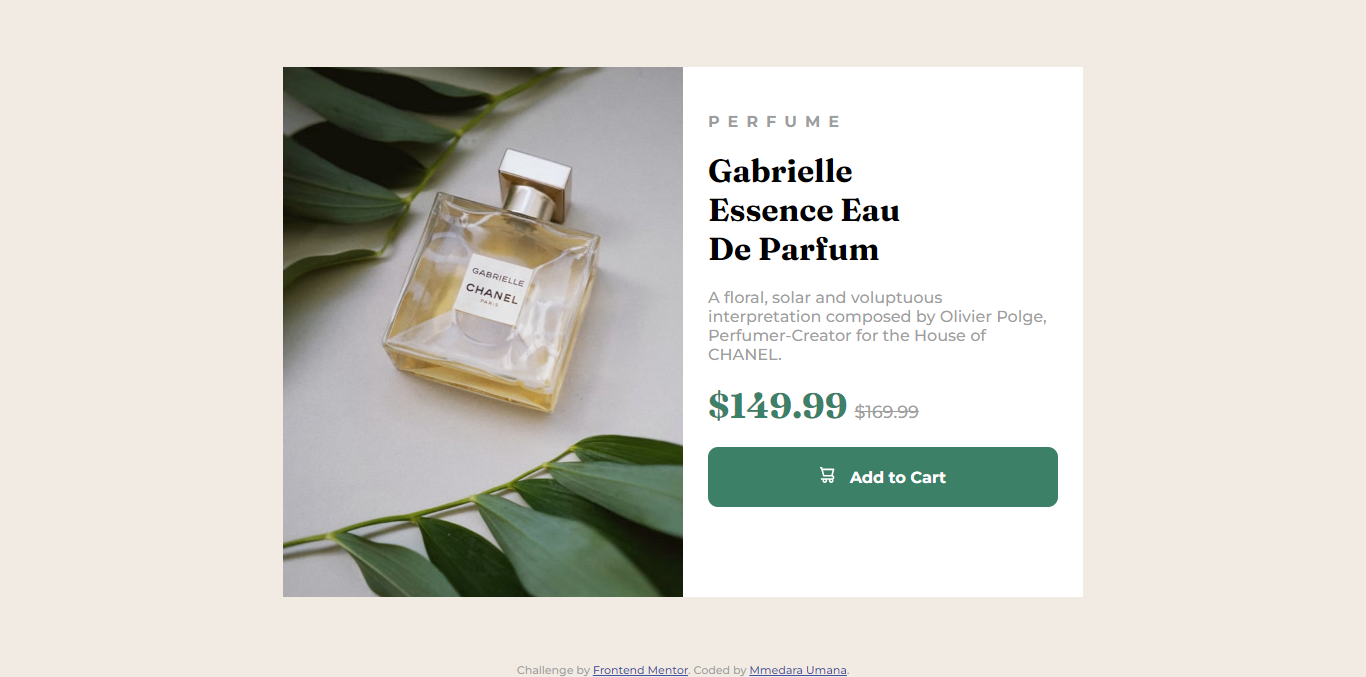 GABRIELLE
CHANEL
PARIS
PERFUME
Gabrielle
Essence Eau
De Parfum
A floral, solar and voluptuous
interpretation composed by Olivier Polge,
Perfumer-Creator for the House of
CHANEL.
$149.99 $169.99
Add to Cart
Challenge by Frontend Mentor. Coded by Mmedara Umana.